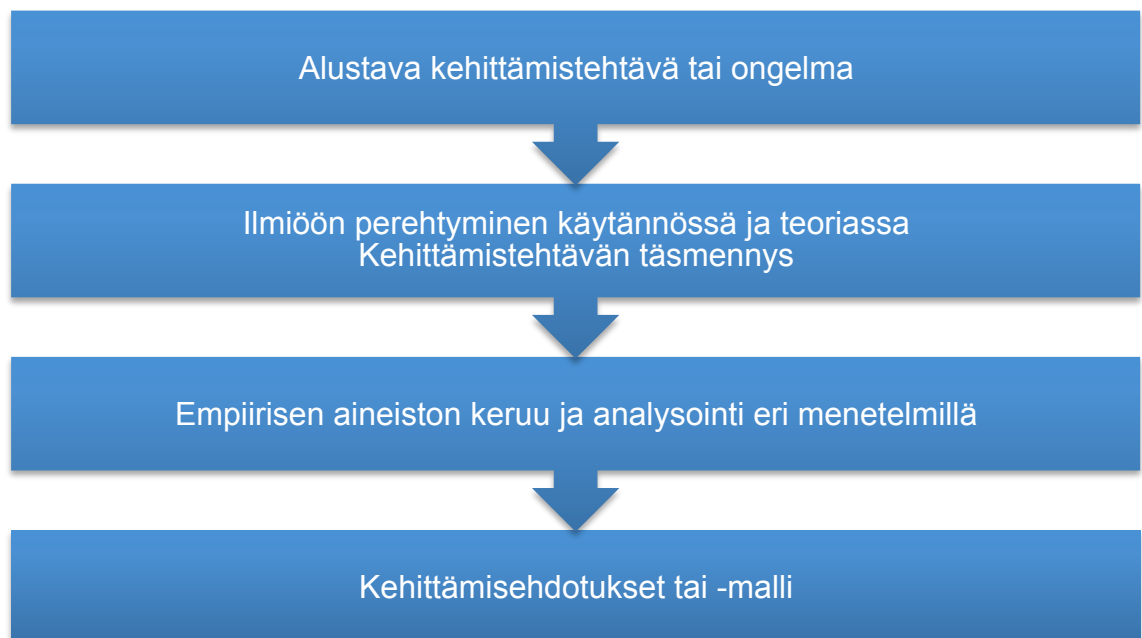 Alustava kehittämistehtävä tai ongelma
Ilmiöön perehtyminen käytännössä ja teoriassa
Kehittämistehtävän täsmennys
Empiirisen aineiston keruu ja analysointi eri menetelmillä
Kehittämisehdotukset tai -malli